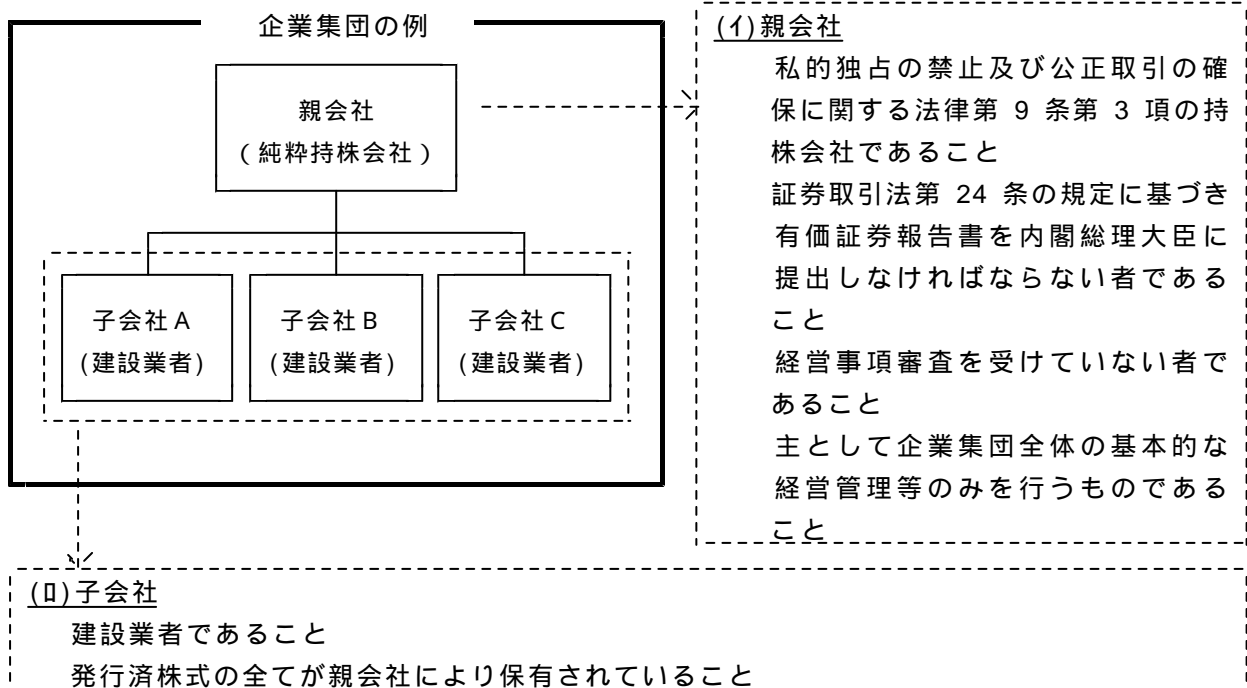 企業集団の例
親会社
(純粋持株会社)
子会社A
(建設業者)
子会社B
(建設業者)
子会社C
(建設業者)
(ｲ)親会社
私的独占の禁止及び公正取引の確
保に関する法律第 9 条第 3 項の持
株会社であること
証券取引法第 24 条の規定に基づき
有価証券報告書を内閣総理大臣に
提出しなければならない者である
こと
経営事項審査を受けていない者で
あること
主として企業集団全体の基本的な
経営管理等のみを行うものである
こと
(ﾛ)子会社
建設業者であること
発行済株式の全てが親会社により保有されていること